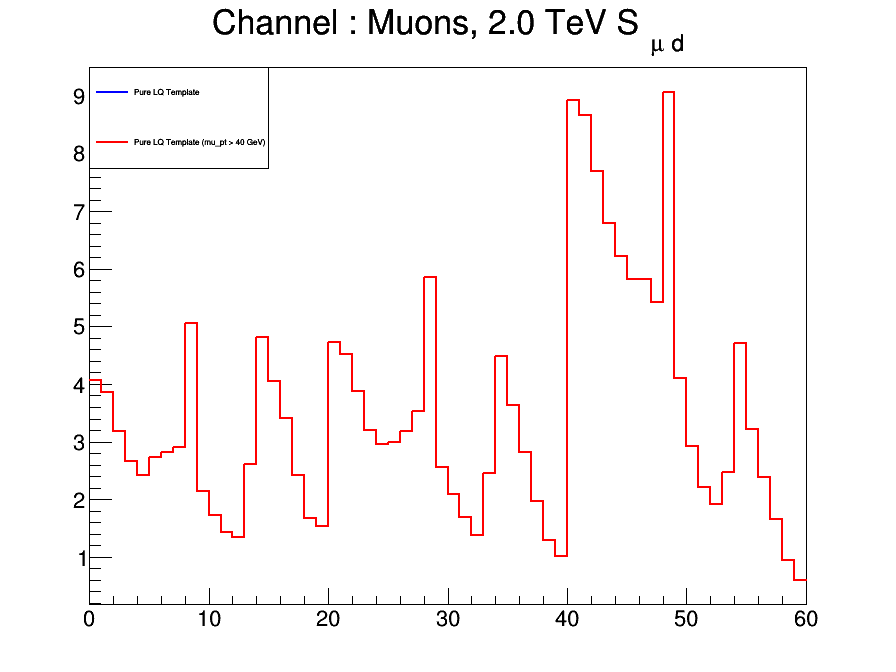 Channel : Muons, 2.0 TeV S μ d
Pure LQ Template
Pure LQ Template (mu_pt > 40 GeV)
9
8
7
6
5
4
3
2
1
0 10 20 30 40 50 60